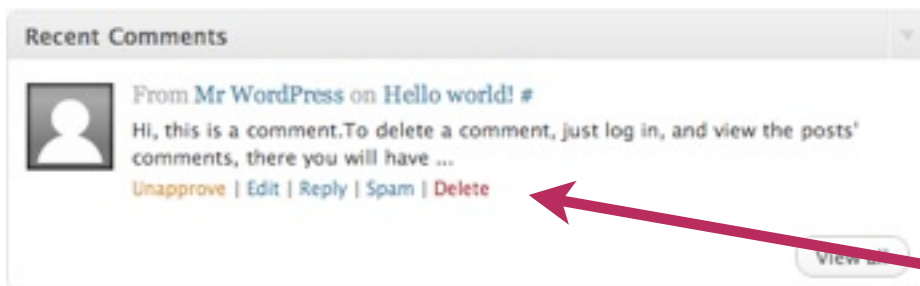 Recent Comments
From Mr WordPress on Hello world! #
Hi, this is a comment.To delete a comment, just log in, and view the posts'
comments, there you will have ...
Unapprove | Edit | Reply | Spam | Delete
View all